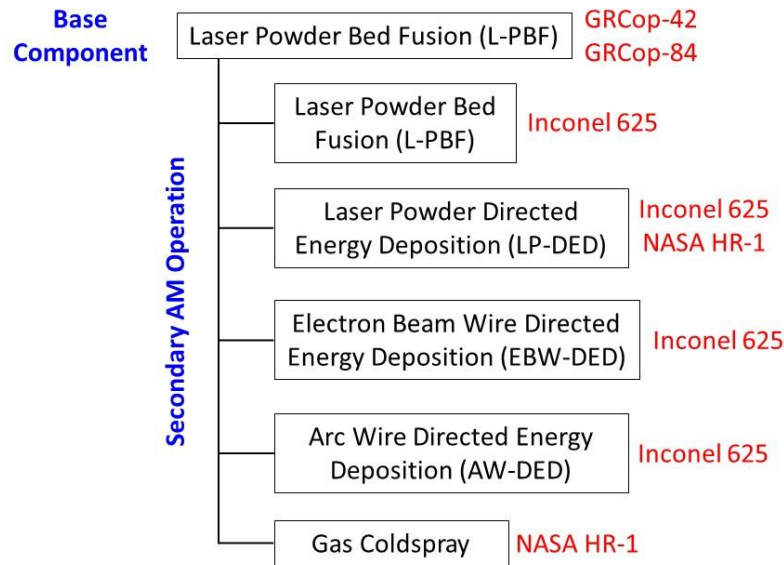 Base
Component
Laser Powder Bed Fusion (L-PBF)
GRCop-42
GRCop-84
Secondary AM Operation
Laser Powder Bed
Fusion (L-PBF)
Inconel 625
Laser Powder Directed
Energy Deposition (LP-DED)
Inconel 625
NASA HR-1
Electron Beam Wire Directed
Energy Deposition (EBW-DED)
Inconel 625
Arc Wire Directed Energy
Deposition (AW-DED)
Inconel 625
Gas Coldspray
NASA HR-1